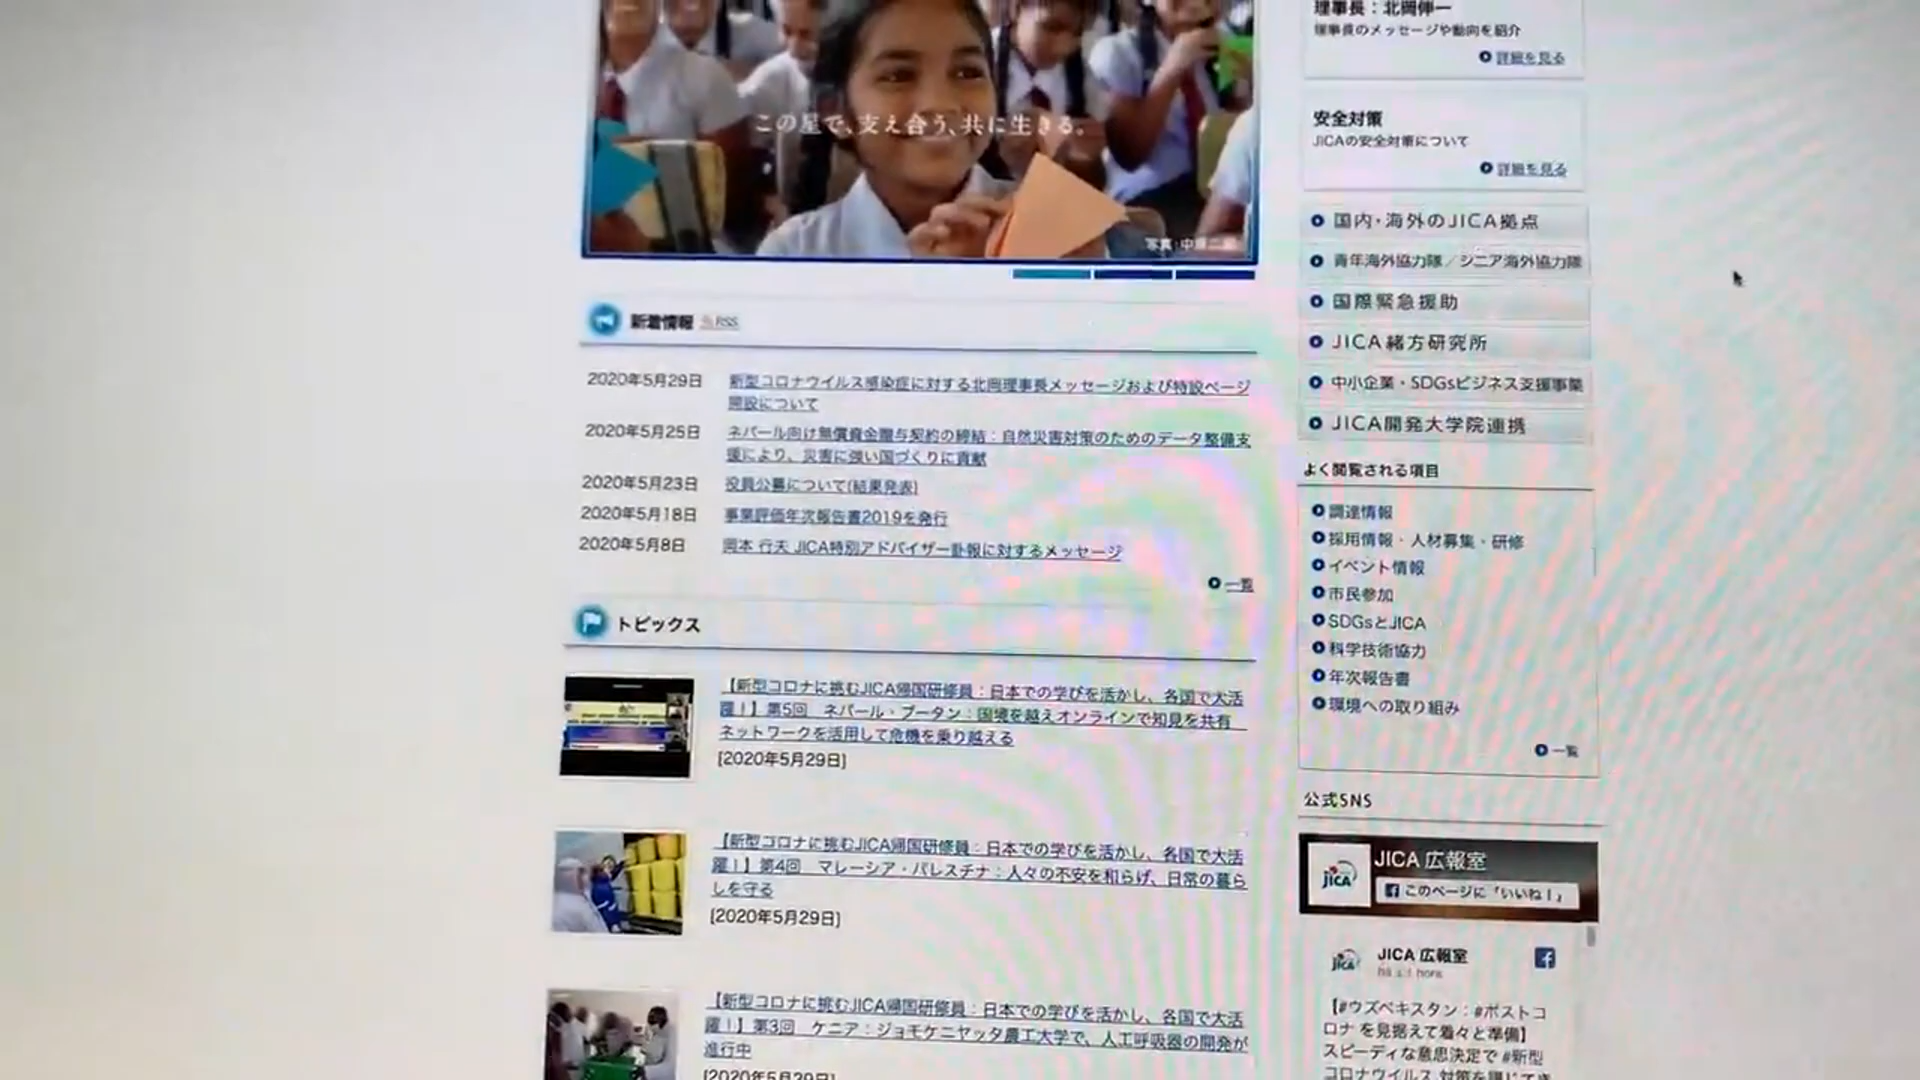 この星で、支え合う、共に生きる。
新着情報 RSS
2020年5月29日 新型コロナウイルス感染症に対する北岡理事長メッセージおよび特設ページ
開設について
2020年5月25日 ネパール向け無償資金贈与契約の締結：自然災害対策のためのデータ整備支
援により、災害に強い国づくりに貢献
2020年5月23日 役員公募について(結果発表)
2020年5月18日 事業評価年次報告書2019を発行
2020年5月8日 岡本 行夫 JICA特別アドバイザー訃報に対するメッセージ
一覧
トピックス
【新型コロナに挑むJICA帰国研修員：日本での学びを活かし、各国で大活
躍！】第5回 ネパール・ブータン：国境を越えオンラインで知見を共有
ネットワークを活用して危機を乗り越える
[2020年5月29日]
【新型コロナに挑むJICA帰国研修員：日本での学びを活かし、各国で大活
躍！】第4回 マレーシア・パレスチナ：人々の不安を和らげ、日常の暮ら
しを守る
[2020年5月29日]
【新型コロナに挑むJICA帰国研修員：日本での学びを活かし、各国で大活
躍！】第3回 ケニア：ジョモケニヤッタ農工大学で、人工呼吸器の開発が
進行中
[2020年5月29日]
理事長：北岡伸一
理事長のメッセージや動向を紹介
詳細を見る
安全対策
JICAの安全対策について
詳細を見る
国内・海外のJICA拠点
青年海外協力隊／シニア海外協力隊
国際緊急援助
JICA緒方研究所
中小企業・SDGsビジネス支援事業
JICA開発大学院連携
よく閲覧される項目
調達情報
採用情報・人材募集・研修
イベント情報
市民参加
SDGsとJICA
科学技術協力
年次報告書
環境への取り組み
一覧
公式SNS
JICA
JICA 広報室
このページに「いいね！」
JICA
JICA 広報室
【#ウズベキスタン：#ポストコ
ロナ を見据えて着々と準備】
スピーディな意思決定で #新型